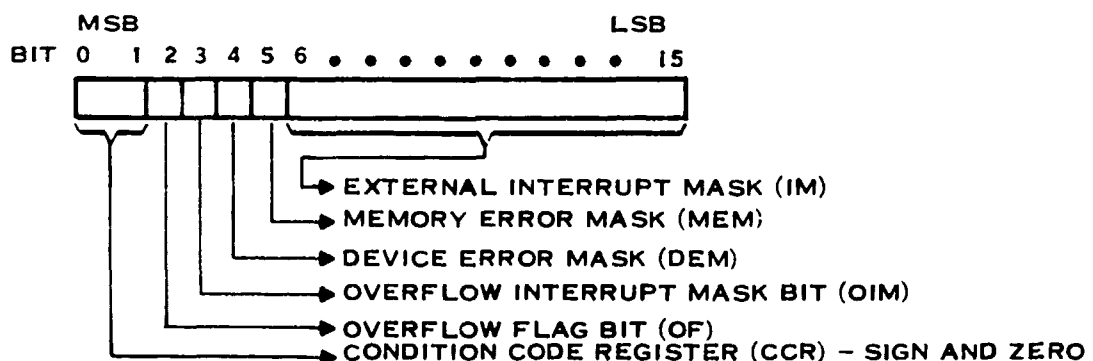 MSB LSB
BIT 0 1 2 3 4 5 6 • • • • • • • • • 15
EXTERNAL INTERRUPT MASK (IM)
MEMORY ERROR MASK (MEM)
DEVICE ERROR MASK (DEM)
OVERFLOW INTERRUPT MASK BIT (OIM)
OVERFLOW FLAG BIT (OF)
CONDITION CODE REGISTER (CCR) – SIGN AND ZERO